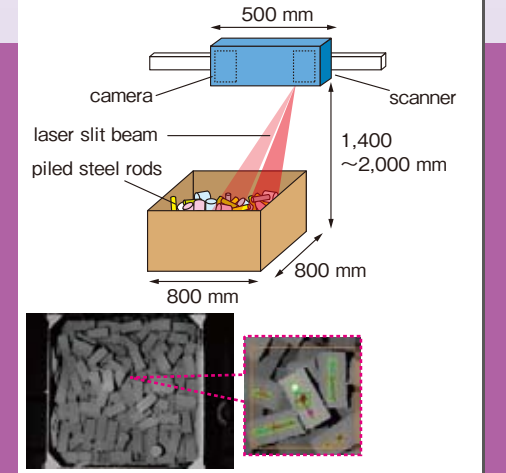 500 mm
camera
scanner
laser slit beam
1,400
～2,000 mm
piled steel rods
800 mm
800 mm